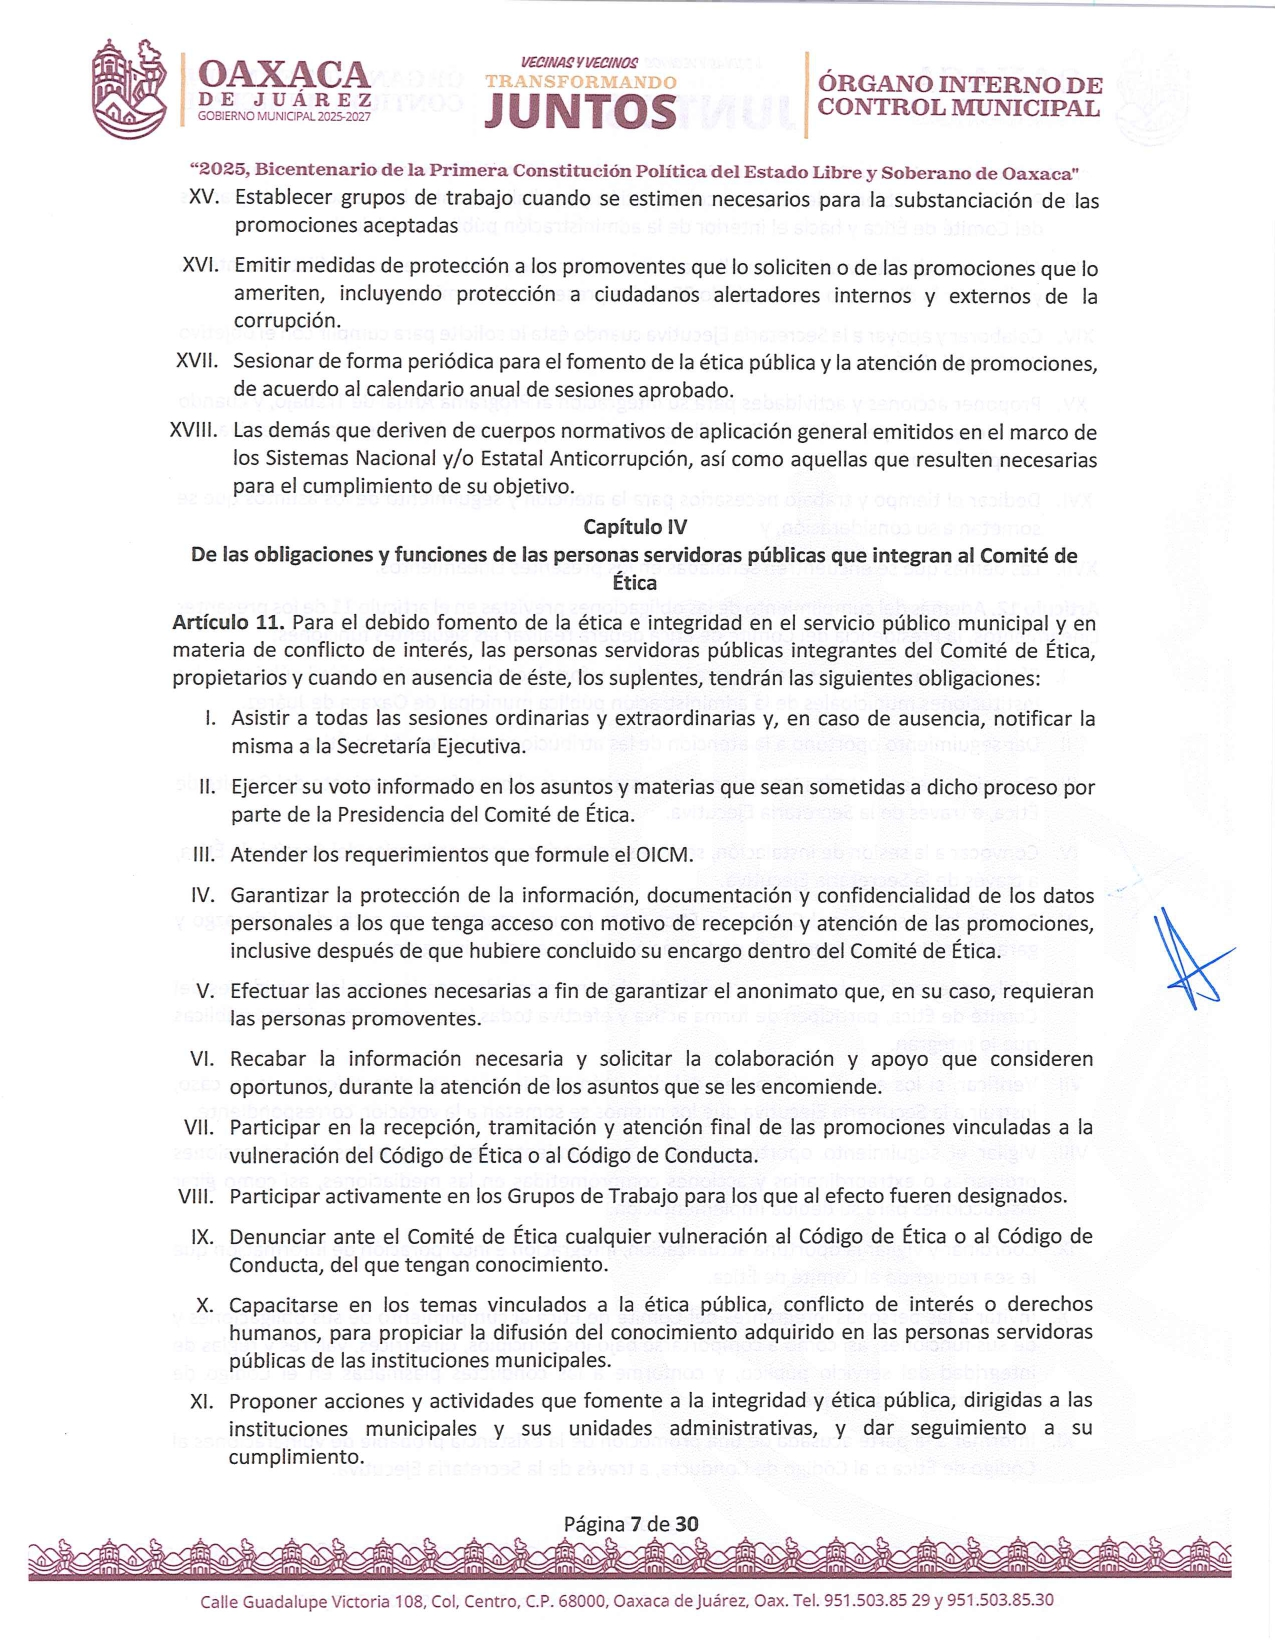 OAXACA
DE JUÁREZ
GOBIERNO MUNICIPAL 2025-2027
VECINAS Y VECINOS
TRANSFORMANDO
JUNTOS
ÓRGANO INTERNO DE
CONTROL MUNICIPAL
“2025, Bicentenario de la Primera Constitución Política del Estado Libre y Soberano de Oaxaca"
XV. Establecer grupos de trabajo cuando se estimen necesarios para la substanciación de las
promociones aceptadas
XVI. Emitir medidas de protección a los promoventes que lo soliciten o de las promociones que lo
ameriten, incluyendo protección a ciudadanos alertadores internos y externos de la
corrupción.
XVII. Sesionar de forma periódica para el fomento de la ética pública y la atención de promociones,
de acuerdo al calendario anual de sesiones aprobado.
XVIII. Las demás que deriven de cuerpos normativos de aplicación general emitidos en el marco de
los Sistemas Nacional y/o Estatal Anticorrupción, así como aquellas que resulten necesarias
para el cumplimiento de su objetivo.
Capítulo IV
De las obligaciones y funciones de las personas servidoras públicas que integran al Comité de
Ética
Artículo 11. Para el debido fomento de la ética e integridad en el servicio público municipal y en
materia de conflicto de interés, las personas servidoras públicas integrantes del Comité de Ética,
propietarios y cuando en ausencia de éste, los suplentes, tendrán las siguientes obligaciones:
I. Asistir a todas las sesiones ordinarias y extraordinarias y, en caso de ausencia, notificar la
misma a la Secretaría Ejecutiva.
II. Ejercer su voto informado en los asuntos y materias que sean sometidas a dicho proceso por
parte de la Presidencia del Comité de Ética.
III. Atender los requerimientos que formule el OICM.
IV. Garantizar la protección de la información, documentación y confidencialidad de los datos
personales a los que tenga acceso con motivo de recepción y atención de las promociones,
inclusive después de que hubiere concluido su encargo dentro del Comité de Ética.
V. Efectuar las acciones necesarias a fin de garantizar el anonimato que, en su caso, requieran
las personas promoventes.
VI. Recabar la información necesaria y solicitar la colaboración y apoyo que consideren
oportunos, durante la atención de los asuntos que se les encomiende.
VII. Participar en la recepción, tramitación y atención final de las promociones vinculadas a la
vulneración del Código de Ética o al Código de Conducta.
VIII. Participar activamente en los Grupos de Trabajo para los que al efecto fueren designados.
IX. Denunciar ante el Comité de Ética cualquier vulneración al Código de Ética o al Código de
Conducta, del que tengan conocimiento.
X. Capacitarse en los temas vinculados a la ética pública, conflicto de interés o derechos
humanos, para propiciar la difusión del conocimiento adquirido en las personas servidoras
públicas de las instituciones municipales.
XI. Proponer acciones y actividades que fomente a la integridad y ética pública, dirigidas a las
instituciones municipales y sus unidades administrativas, y dar seguimiento a su
cumplimiento.
Página 7 de 30
Calle Guadalupe Victoria 108, Col, Centro, C.P. 68000, Oaxaca de Juárez, Oax. Tel. 951.503.85 29 y 951.503.85.30